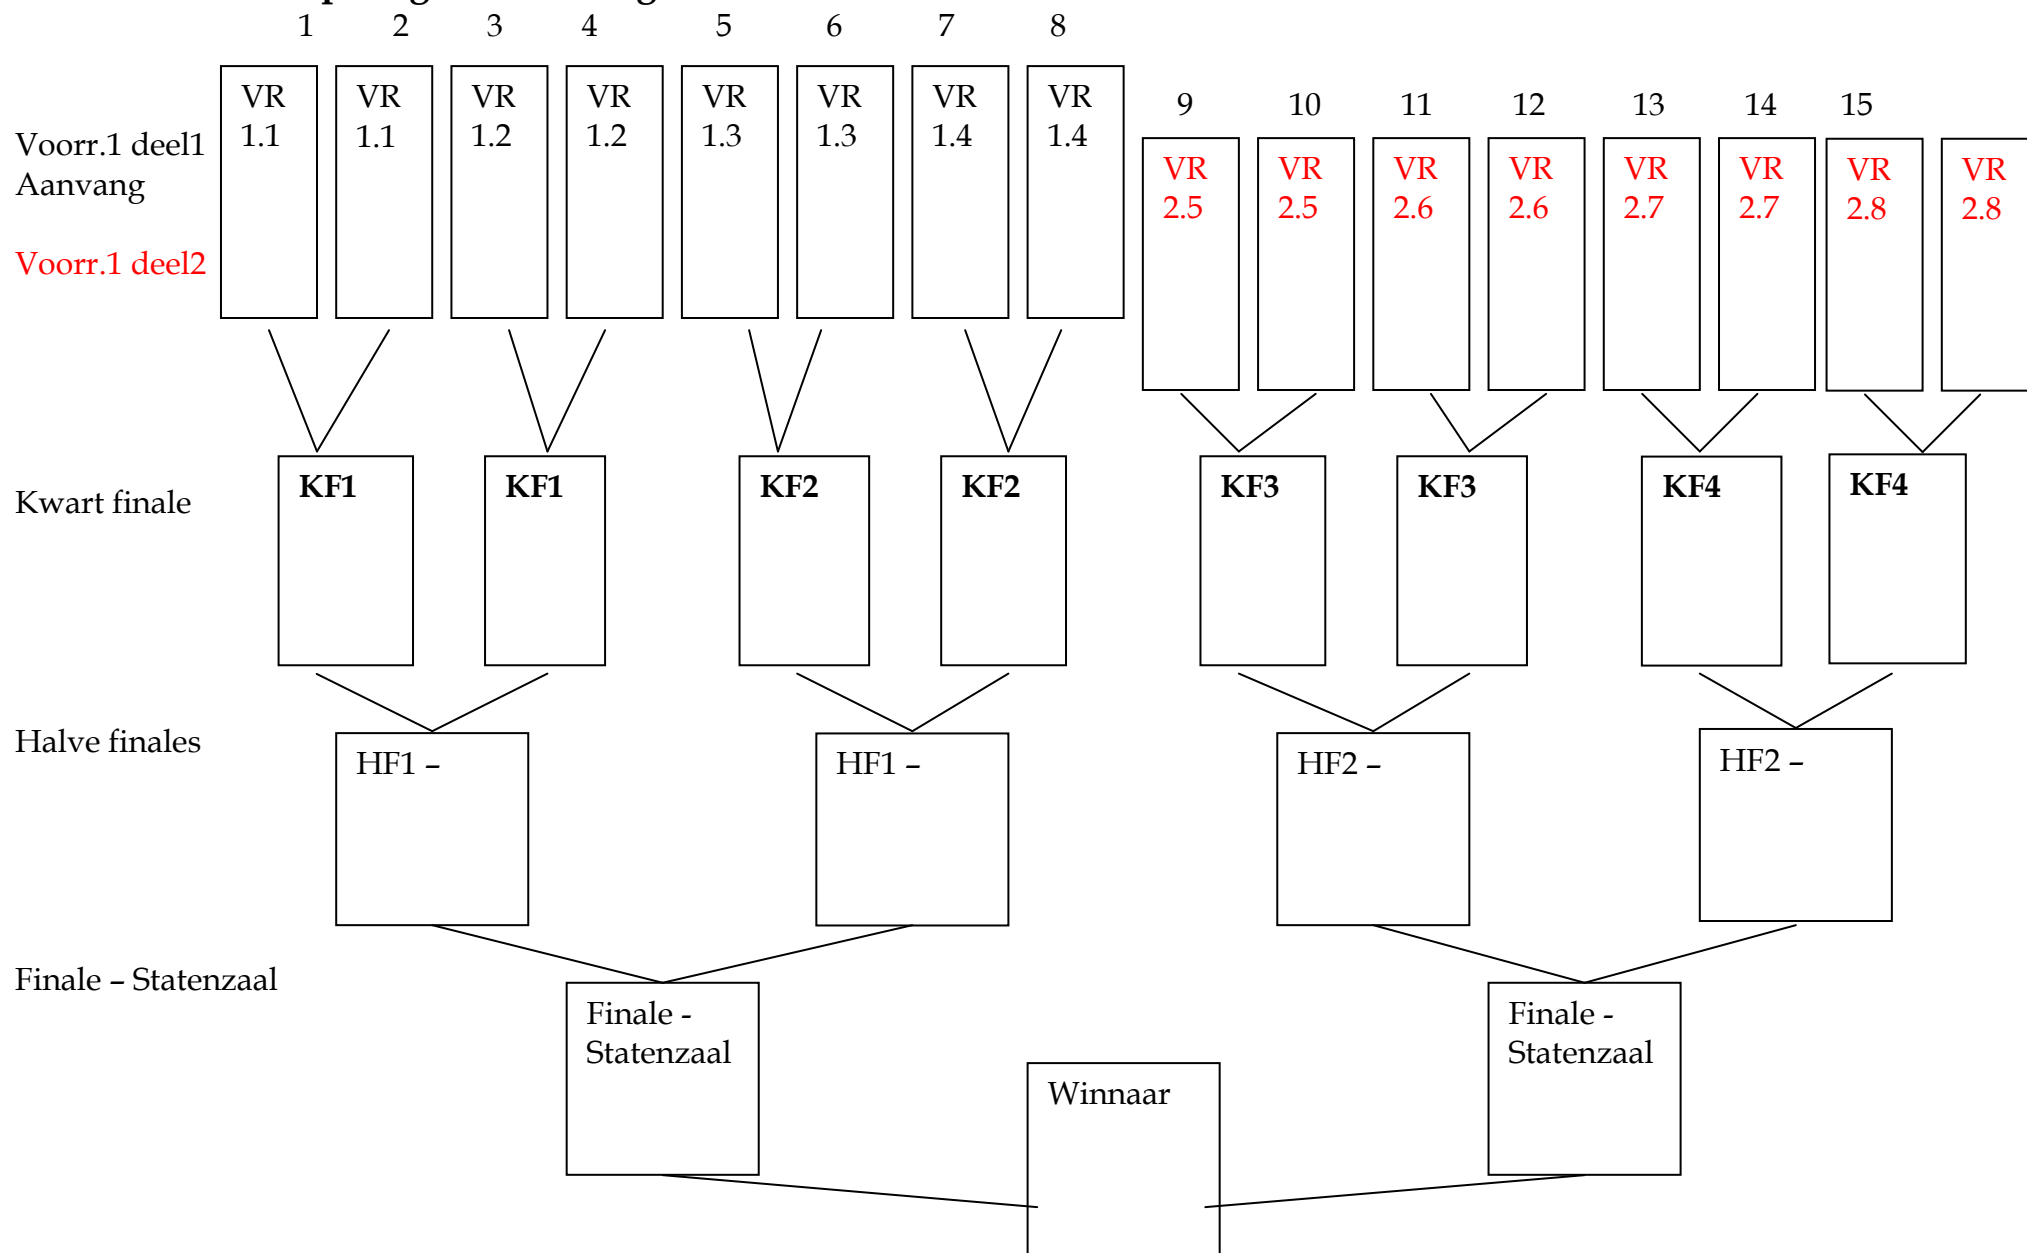 1 2 3 4 5 6 7 8
VR VR VR VR VR VR VR VR
1.1 1.1 1.2 1.2 1.3 1.3 1.4 1.4
9 10 11 12 13 14 15
VR VR VR VR VR VR VR VR
2.5 2.5 2.6 2.6 2.7 2.7 2.8 2.8
Voorr.1 deel1
Aanvang
Voorr.1 deel2
Kwart finale
KF1 KF1 KF2 KF2 KF3 KF3 KF4 KF4
Halve finales
HF1 – HF1 – HF2 – HF2 –
Finale – Statenzaal
Finale - Finale -
Statenzaal Statenzaal
Winnaar